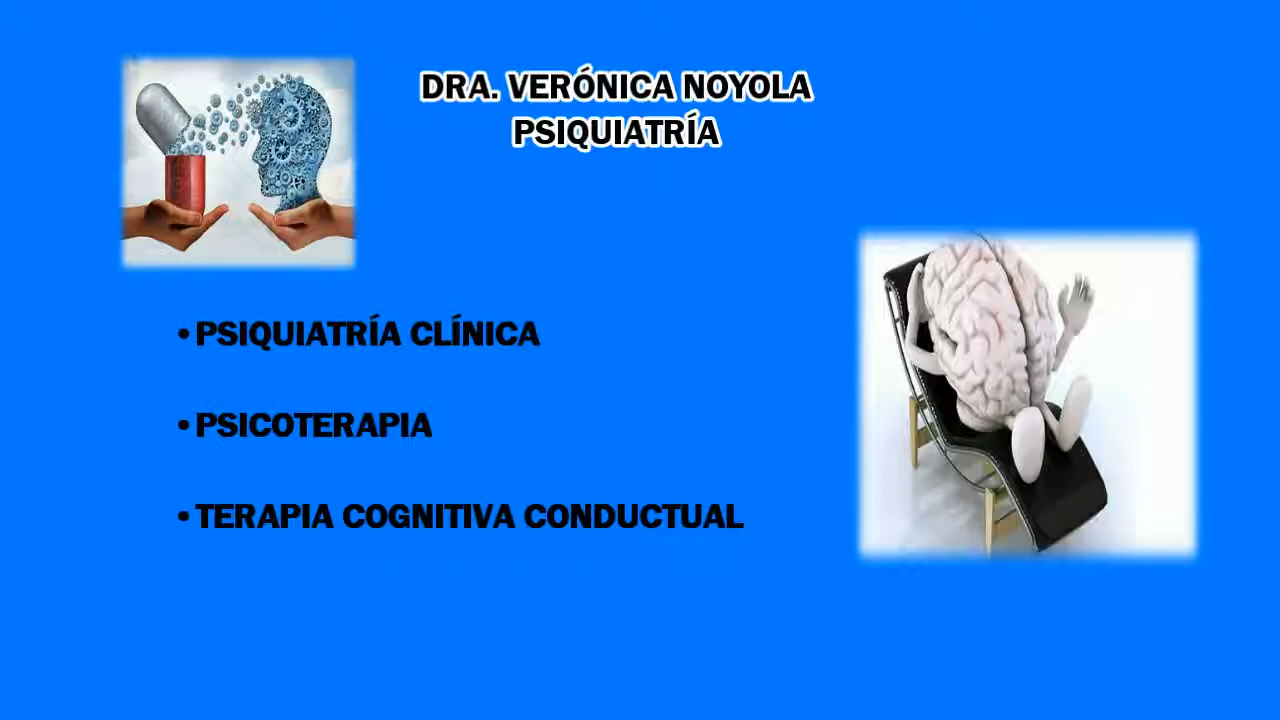 DRA. VERÓNICA NOYOLA
PSIQUIATRÍA
• PSIQUIATRÍA CLÍNICA
• PSICOTERAPIA
• TERAPIA COGNITIVA CONDUCTUAL